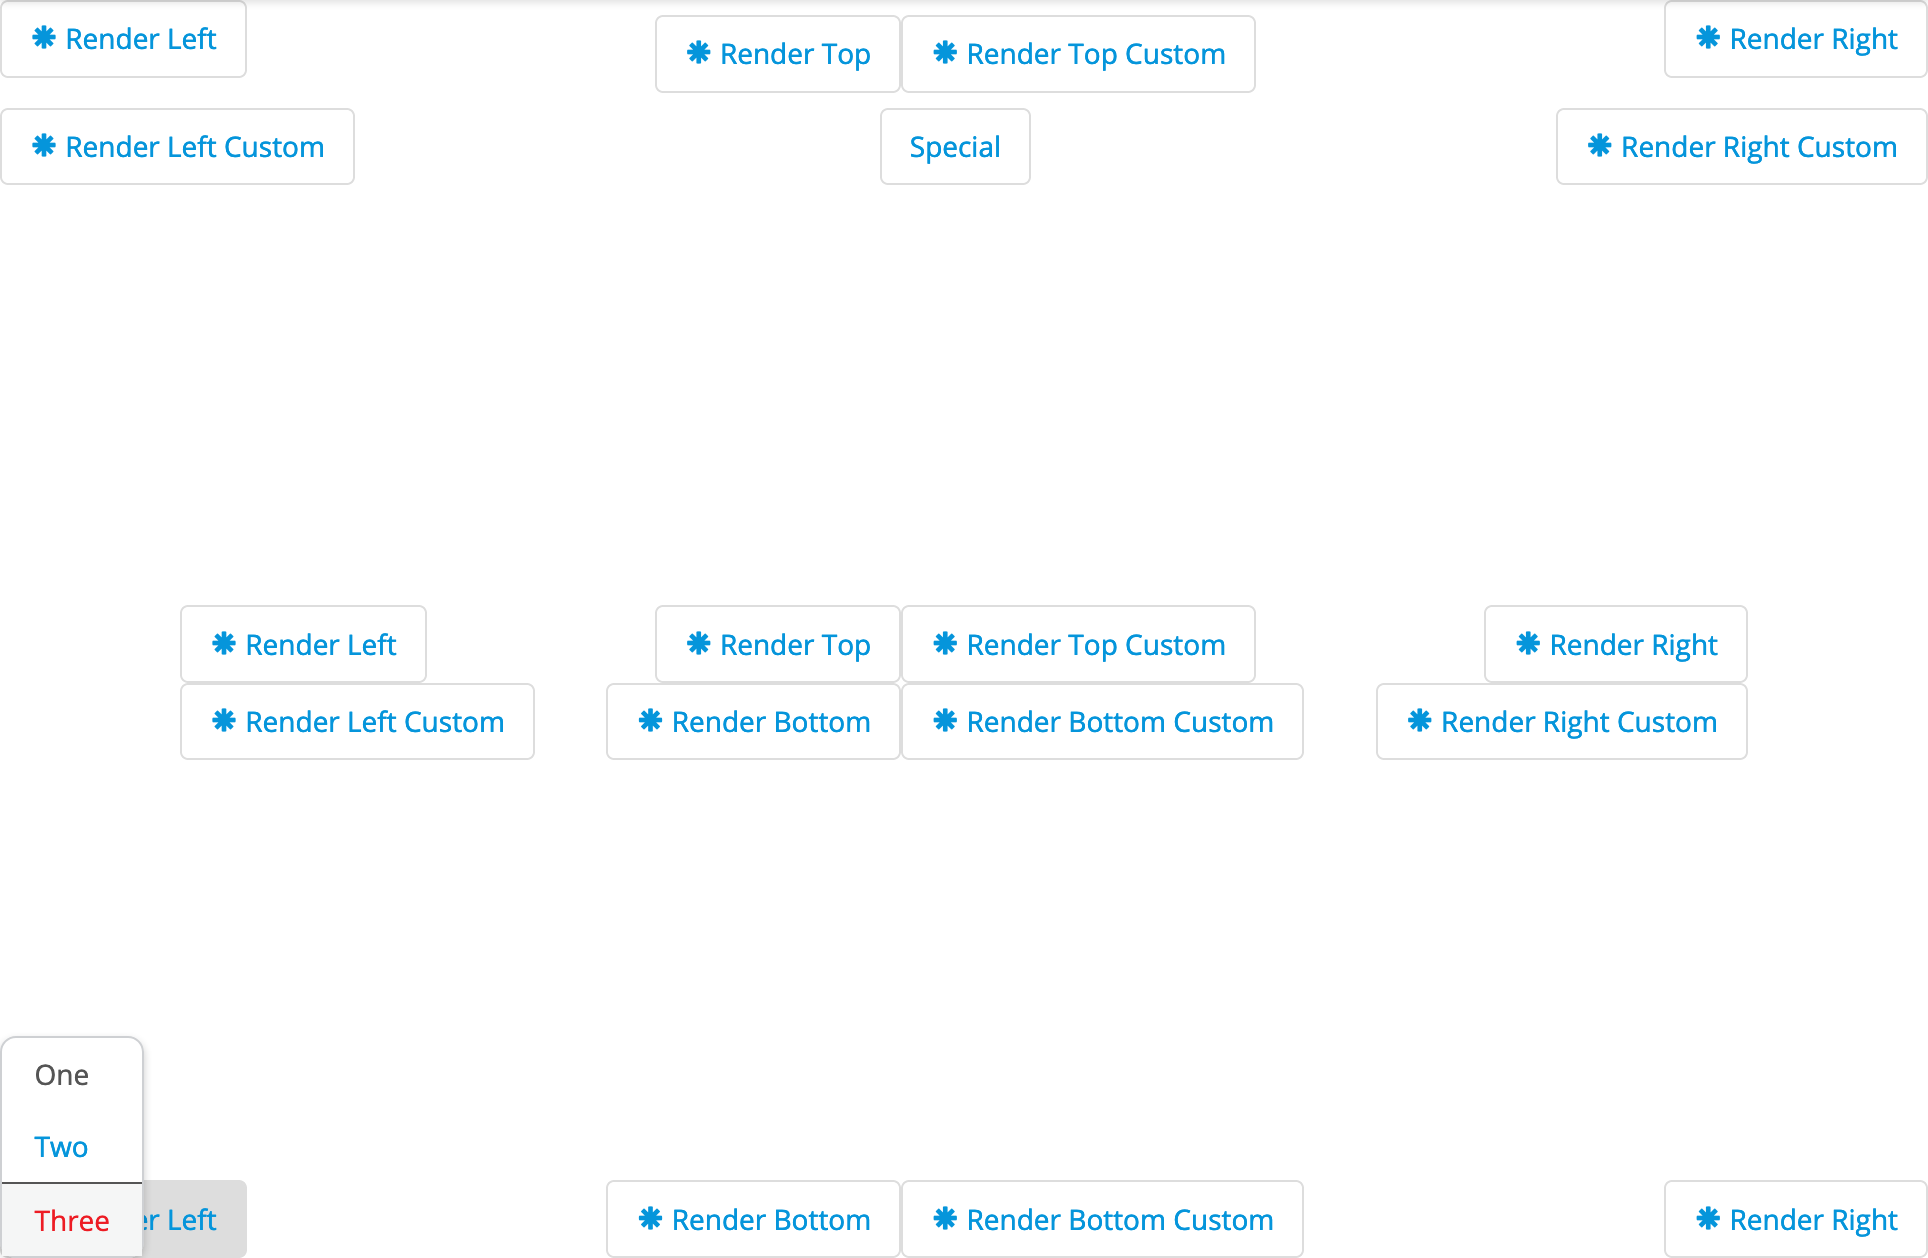 Render Left
Render Top
Render Top Custom
Render Right
Render Left Custom
Special
Render Right Custom
Render Left
Render Top
Render Top Custom
Render Right
Render Left Custom
Render Bottom
Render Bottom Custom
Render Right Custom
One
Two
Three
er Left
Render Bottom
Render Bottom Custom
Render Right